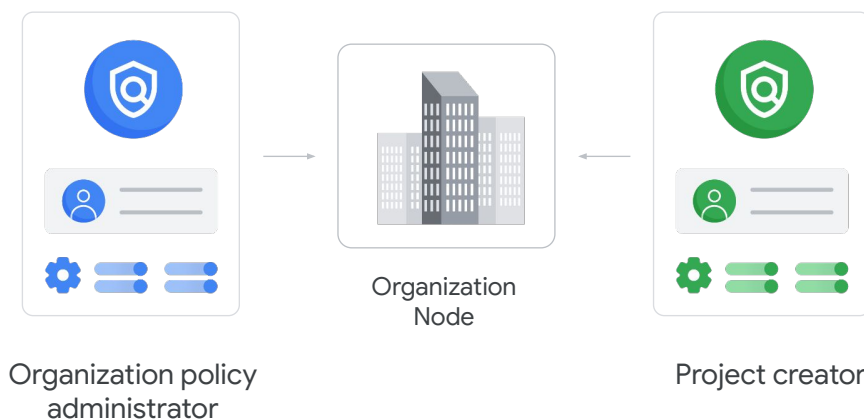 Organization
Node
Organization policy
administrator
Project creator